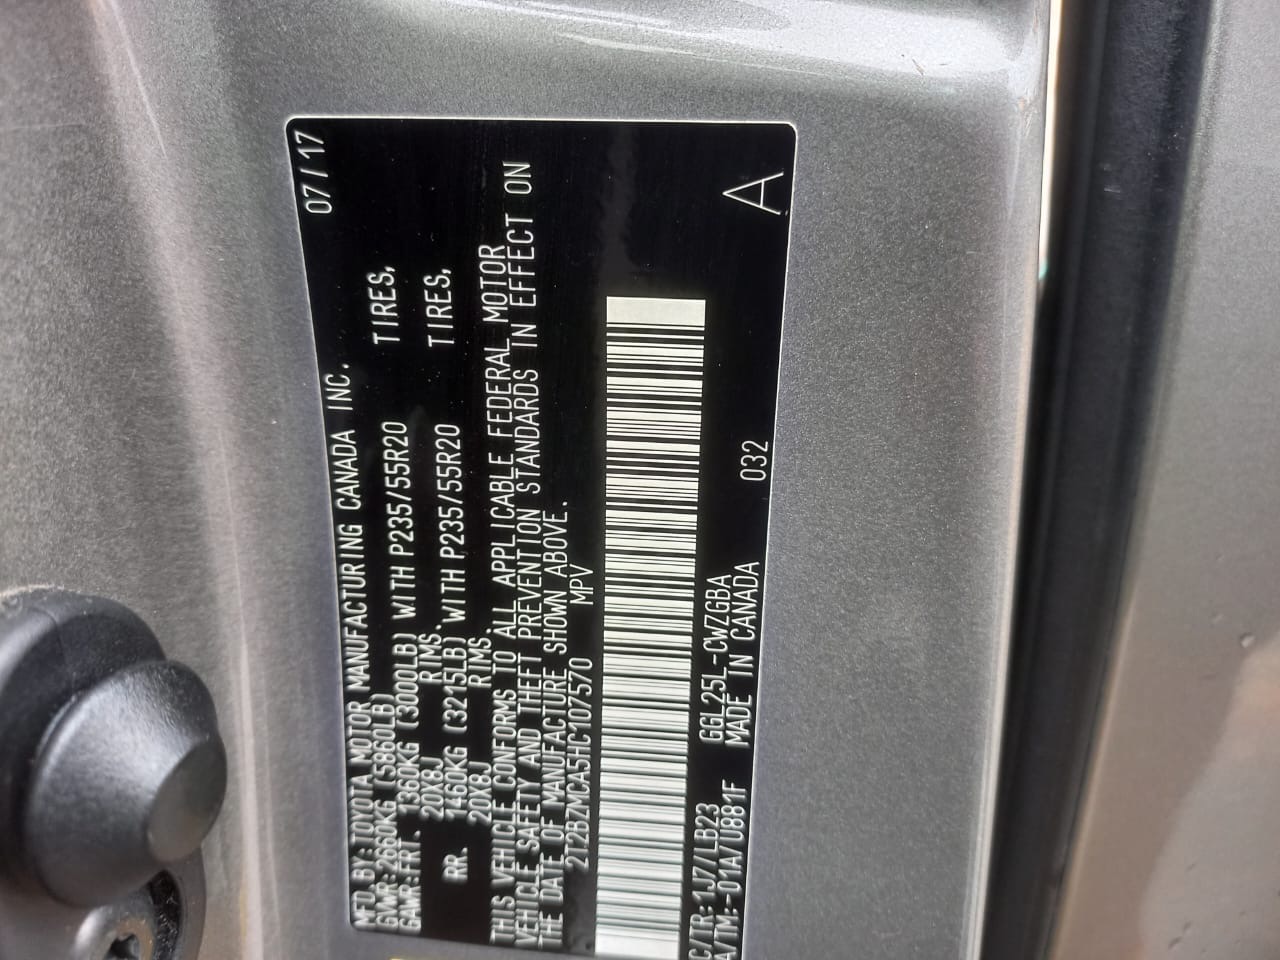 MFD.BY:TOYOTA MOTOR MANUFACTURING CANADA INC. 07/17
GVWR:2660KG (5860LB)
GAWR:FRT. 1360KG (3000LB) WITH P235/55R20 TIRES,
20X8J RIMS.
RR. 1460KG (3215LB) WITH P235/55R20 TIRES,
20X8J RIMS.
THIS VEHICLE CONFORMS TO ALL APPLICABLE FEDERAL MOTOR
VEHICLE SAFETY AND THEFT PREVENTION STANDARDS IN EFFECT ON
THE DATE OF MANUFACTURE SHOWN ABOVE.
2T2BZMCA5HC107570 MPV
C/TR:1J7/LB23 GGL25L-CWZGBA
A/TM:-01A/U881F MADE IN CANADA 032 A